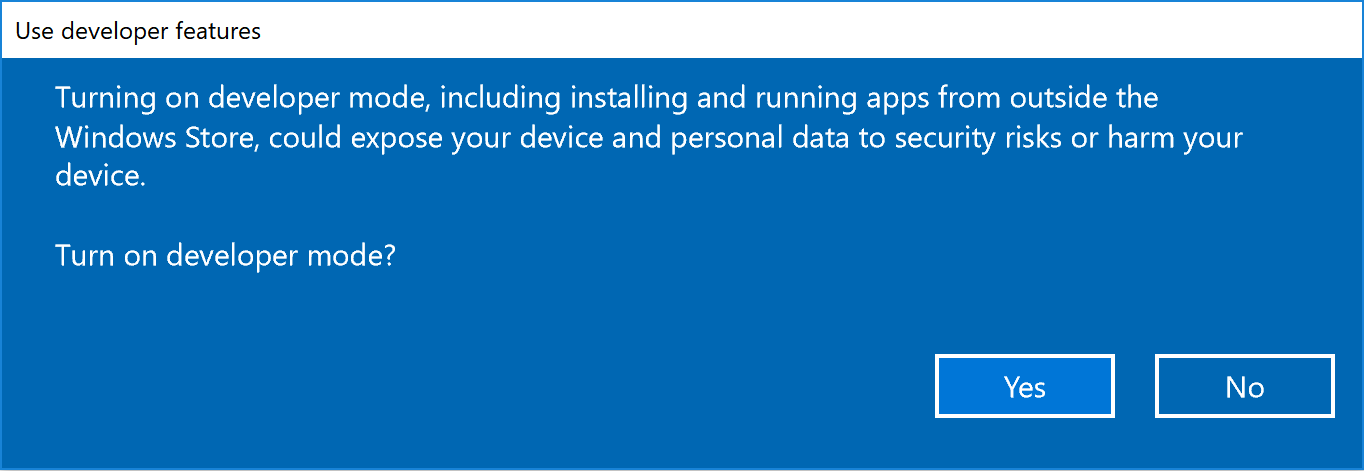 Use developer features
Turning on developer mode, including installing and running apps from outside the
Windows Store, could expose your device and personal data to security risks or harm your
device.
Turn on developer mode?
Yes
No